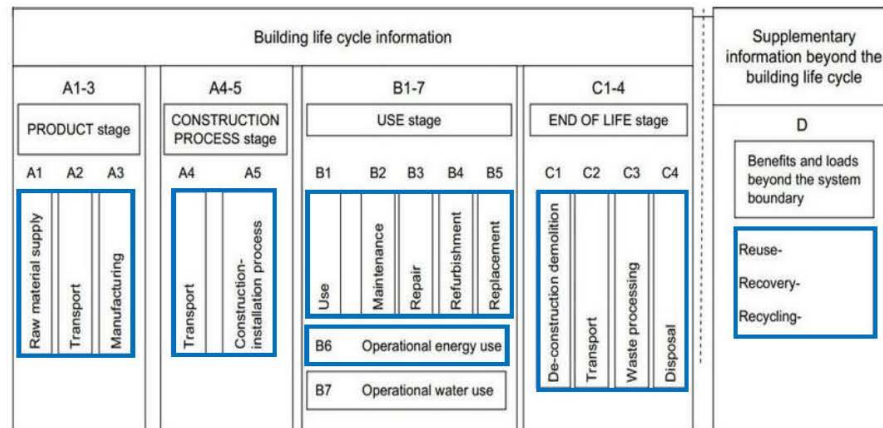 Building life cycle information
Supplementary
information beyond the
building life cycle
A1-3
A4-5
B1-7
C1-4
D
PRODUCT stage
CONSTRUCTION
PROCESS stage
USE stage
END OF LIFE stage
Benefits and loads
beyond the system
boundary
A1 A2 A3
A4 A5
B1 B2 B3 B4 B5
C1 C2 C3 C4
Raw material supply
Transport
Manufacturing
Transport
Construction-
installation process
Use
Maintenance
Repair
Refurbishment
Replacement
De-construction demolition
Transport
Waste processing
Disposal
Reuse-
Recovery-
Recycling-
B6 Operational energy use
B7 Operational water use